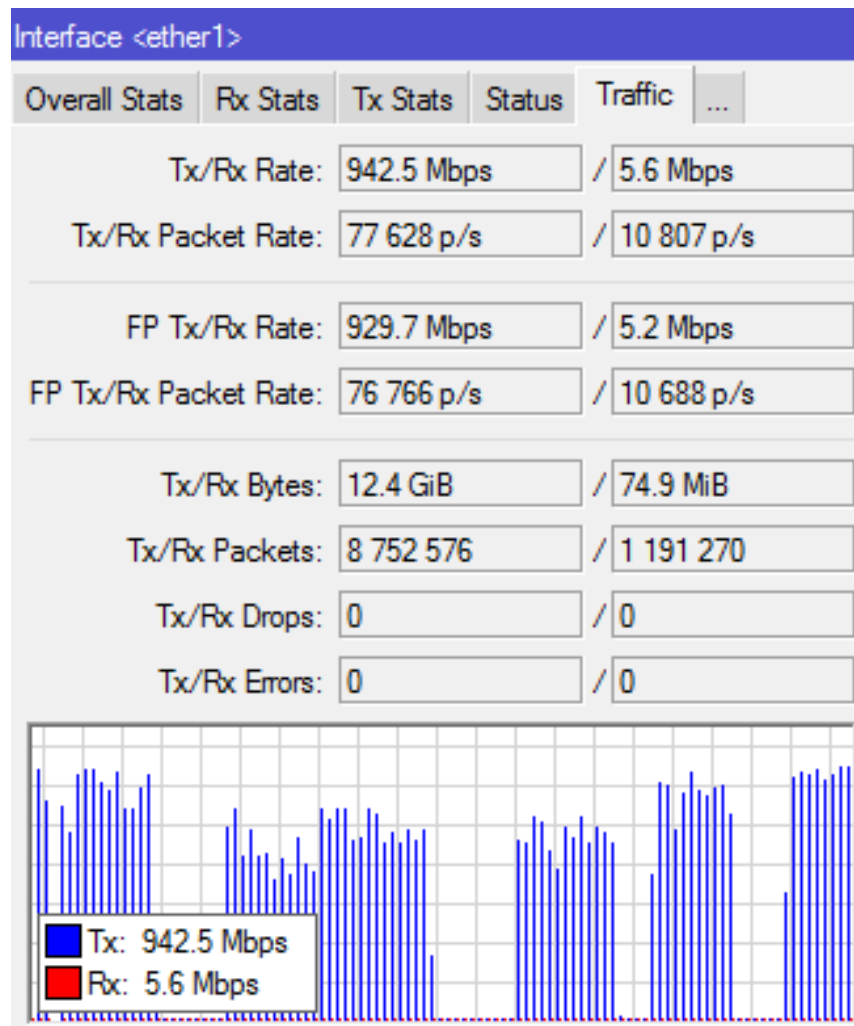 Interface <ether1>
Overall Stats Rx Stats Tx Stats Status Traffic ...
Tx/Rx Rate: 942.5 Mbps / 5.6 Mbps
Tx/Rx Packet Rate: 77 628 p/s / 10 807 p/s
FP Tx/Rx Rate: 929.7 Mbps / 5.2 Mbps
FP Tx/Rx Packet Rate: 76 766 p/s / 10 688 p/s
Tx/Rx Bytes: 12.4 GiB / 74.9 MiB
Tx/Rx Packets: 8 752 576 / 1 191 270
Tx/Rx Drops: 0 / 0
Tx/Rx Errors: 0 / 0
Tx: 942.5 Mbps
Rx: 5.6 Mbps